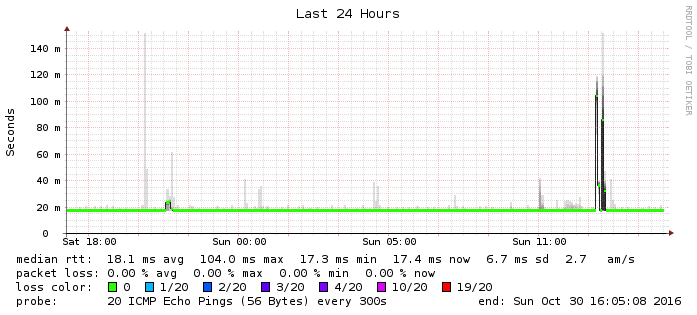 Last 24 Hours
RRDTOOL / TOBI OETIKER
Seconds
140 m
120 m
100 m
80 m
60 m
40 m
20 m
0
Sat 18:00 Sun 00:00 Sun 05:00 Sun 11:00
median rtt: 18.1 ms avg 104.0 ms max 17.3 ms min 17.4 ms now 6.7 ms sd 2.7 am/s
packet loss: 0.00 % avg 0.00 % max 0.00 % min 0.00 % now
loss color: 0 1/20 2/20 3/20 4/20 10/20 19/20
probe: 20 ICMP Echo Pings (56 Bytes) every 300s end: Sun Oct 30 16:05:08 2016